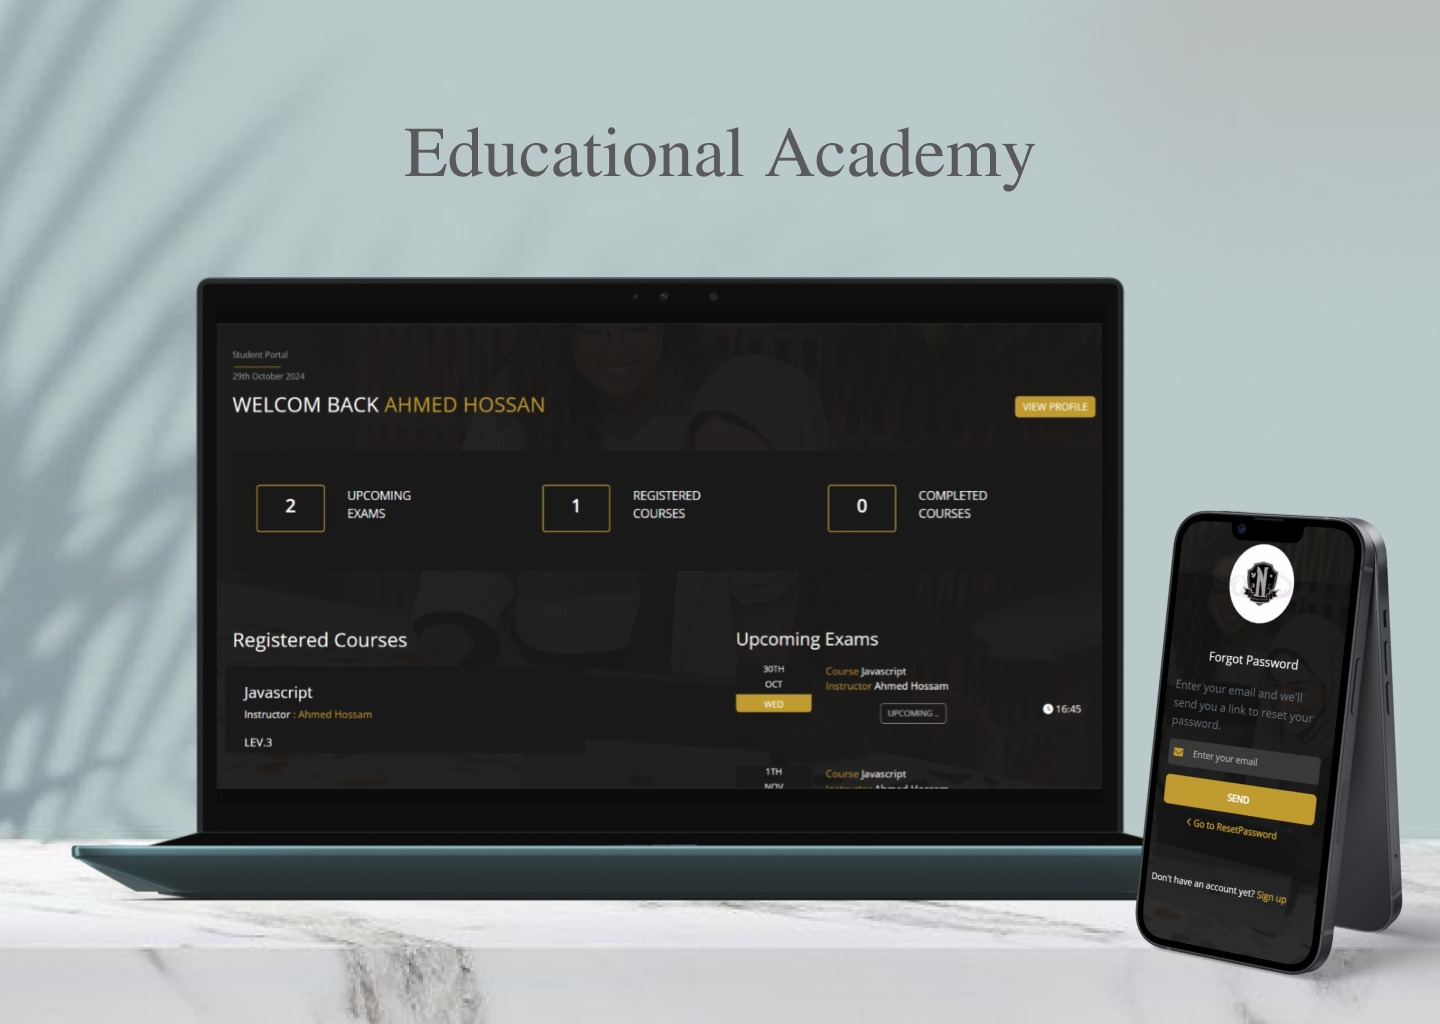 Educational Academy
Student Portal
29th October 2024
WELCOM BACK AHMED HOSSAN
VIEW PROFILE
2
UPCOMING
EXAMS
1
REGISTERED
COURSES
0
COMPLETED
COURSES
Registered Courses
Javascript
Instructor : Ahmed Hossam
LEV.3
Upcoming Exams
30TH
OCT
WED
Course Javascript
Instructor Ahmed Hossam
UPCOMING ..
16:45
1TH
NOV
Course Javascript
Instructor Ahmed Hossam
N
Forgot Password
Enter your email and we'll
send you a link to reset your
password.
Enter your email
SEND
< Go to ResetPassword
Don't have an account yet? Sign up